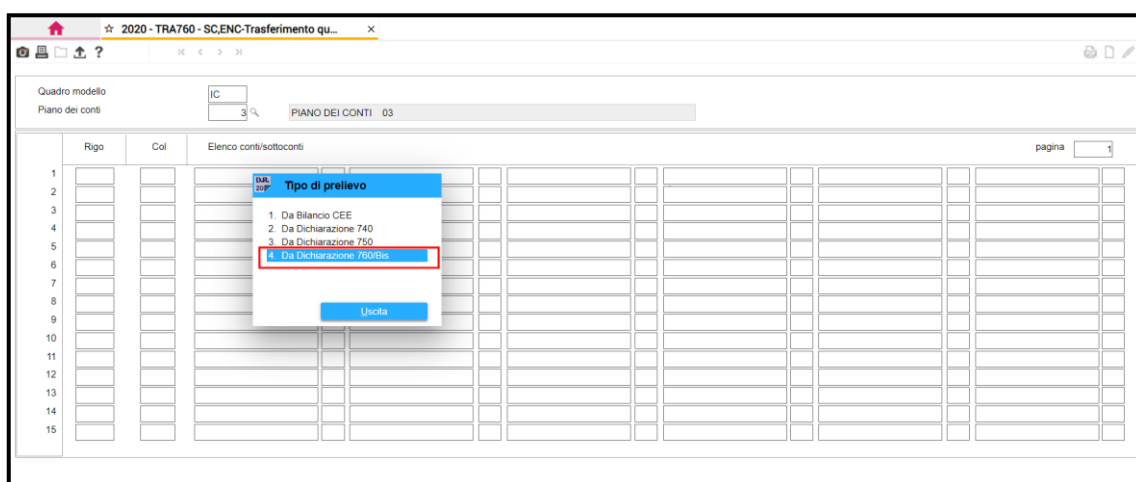 ☆ 2020 - TRA760 - SC,ENC-Trasferimento qu... ×
?
Quadro modello IC
Piano dei conti 3 PIANO DEI CONTI 03
Rigo Col Elenco conti/sottoconti pagina 1
D.R. Tipo di prelievo
1. Da Bilancio CEE
2. Da Dichiarazione 740
3. Da Dichiarazione 750
4. Da Dichiarazione 760/Bis
Uscita
1
2
3
4
5
6
7
8
9
10
11
12
13
14
15